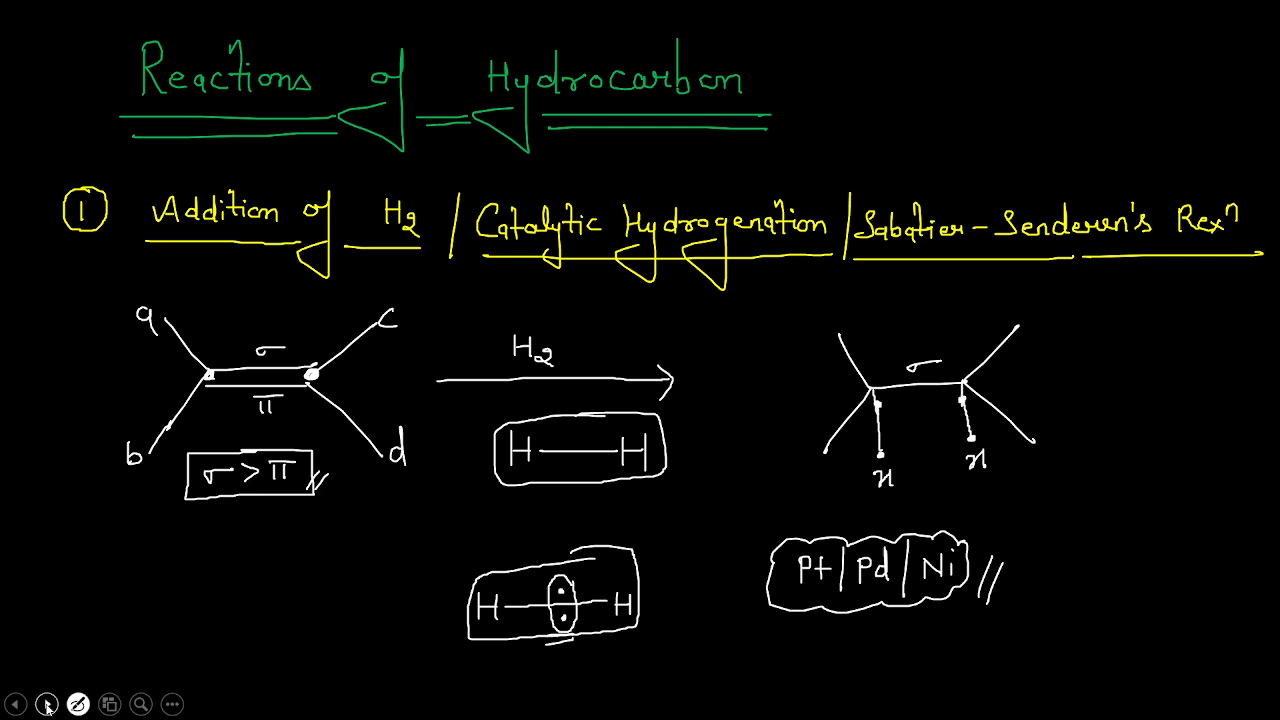 Reactions of Hydrocarbon
① Addition of H2 / Catalytic Hydrogenation / Sabatier - Senderen's Rexⁿ
a c
σ
π
b d
σ > π
H2
H — H
σ
x x
H — H
Pt / Pd / Ni //